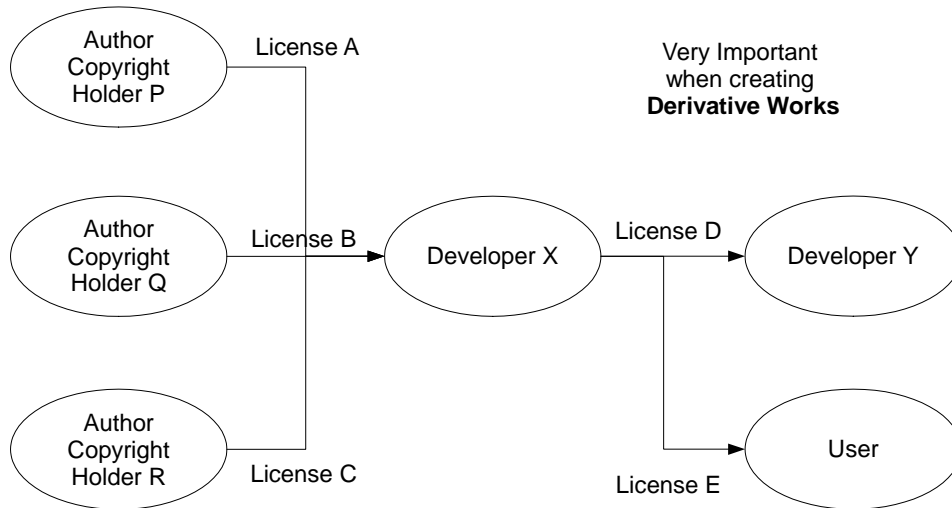 Author
Copyright
Holder P
License A
Very Important
when creating
Derivative Works
Author
Copyright
Holder Q
License B
Developer X
License D
Developer Y
Author
Copyright
Holder R
License C
License E
User